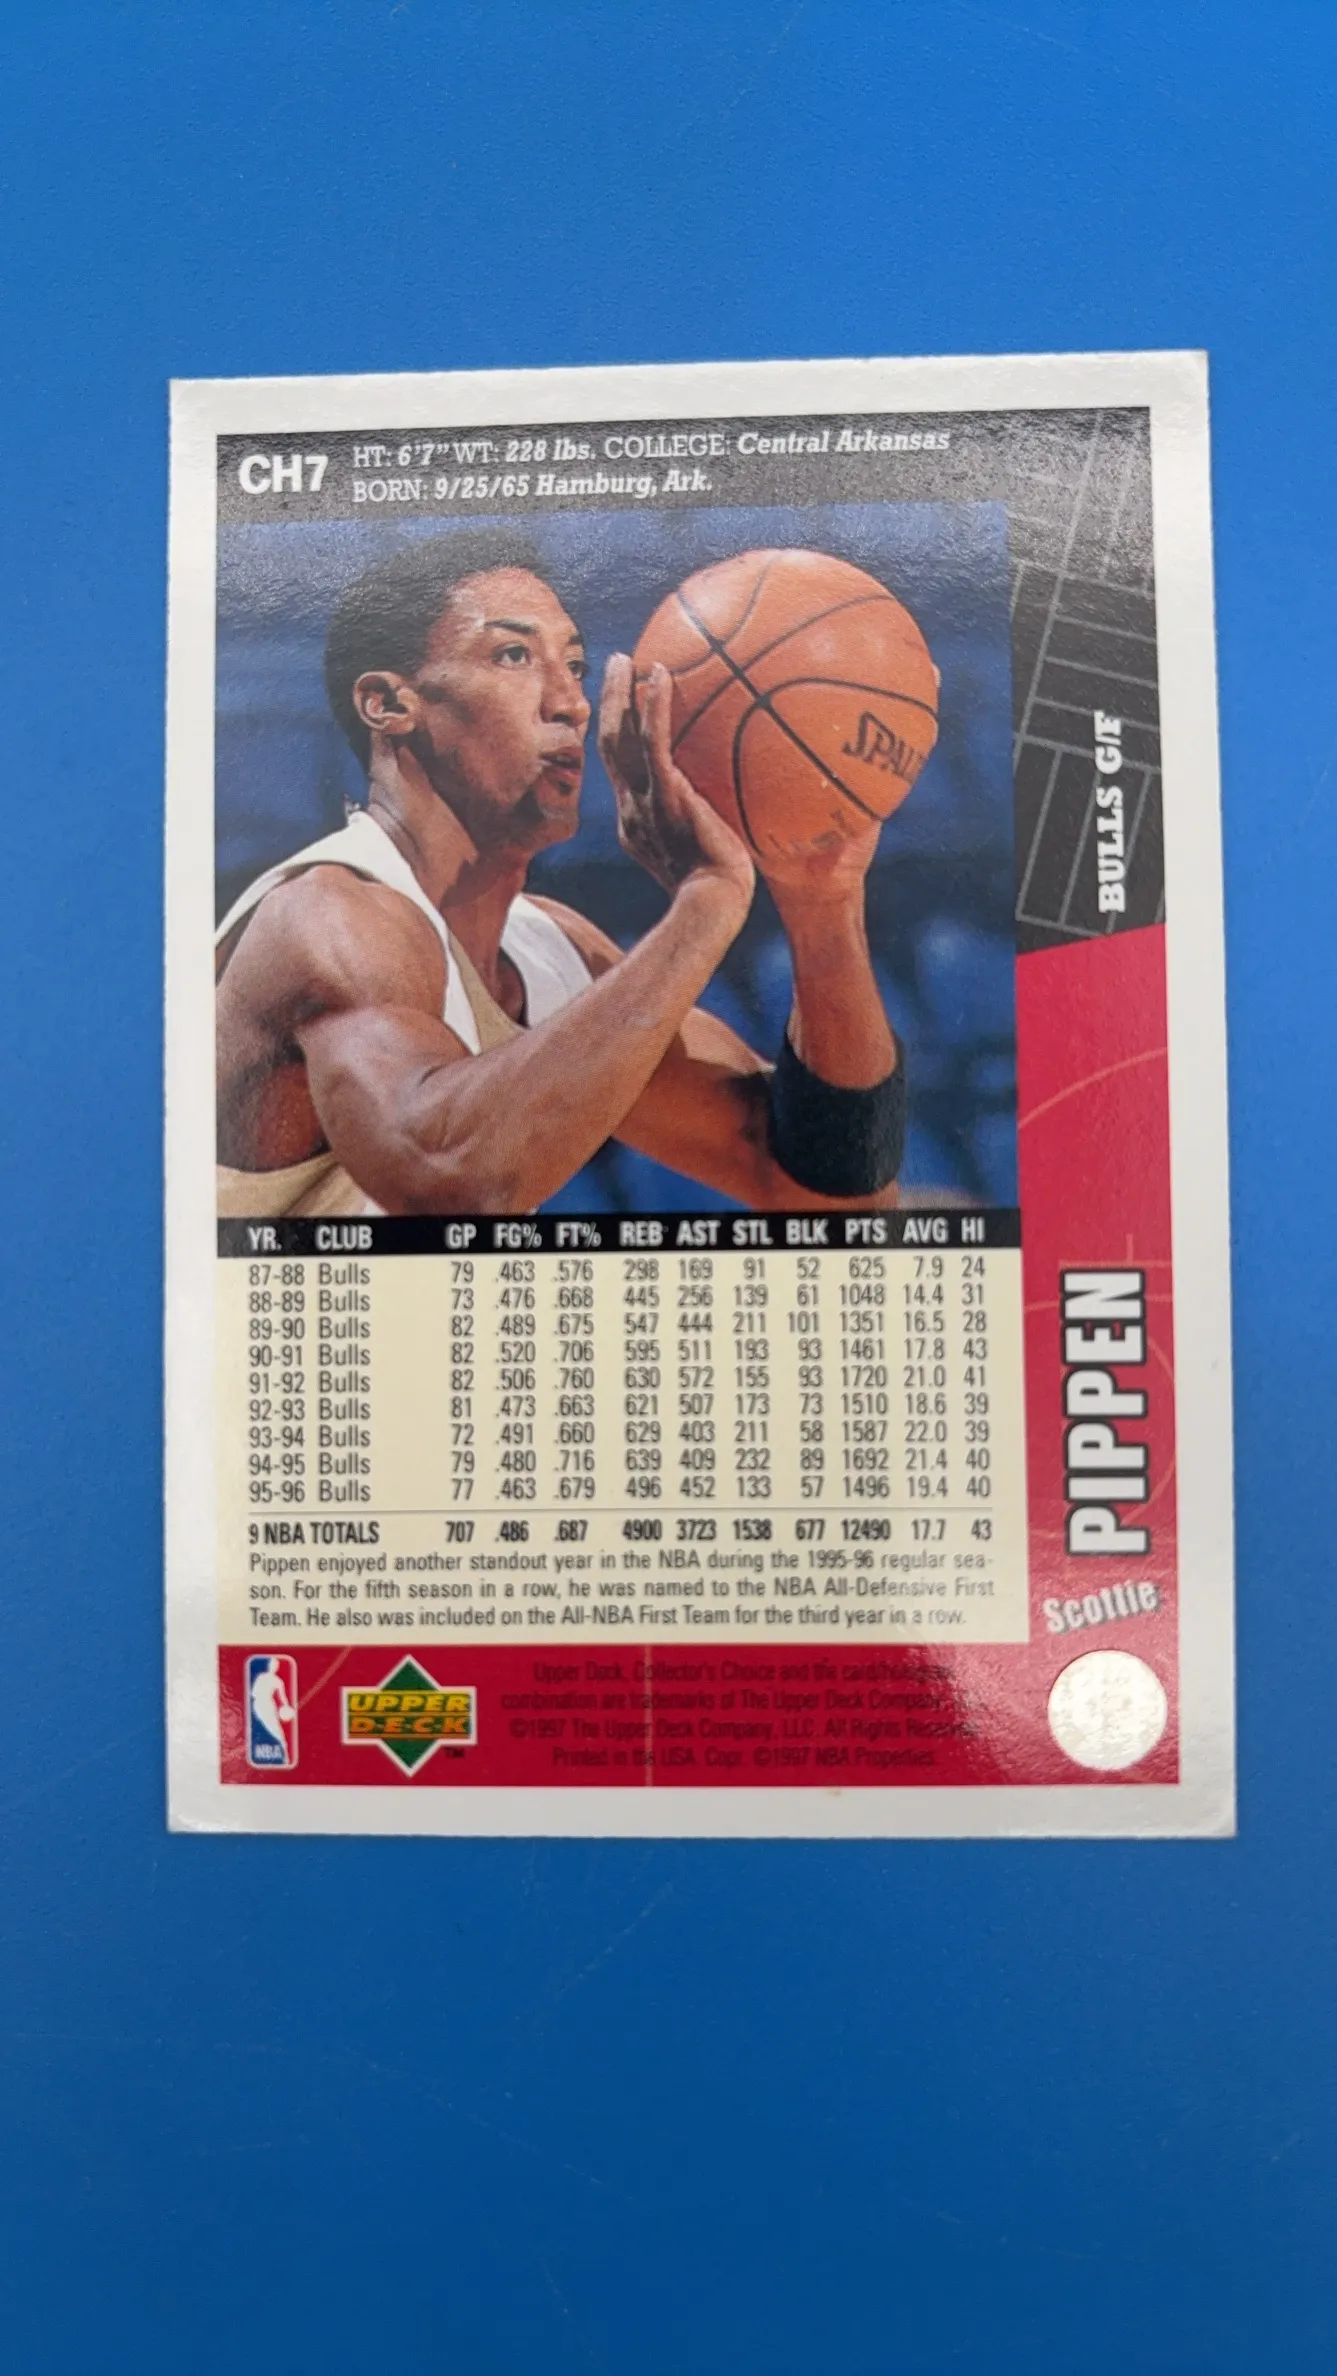 CH7
HT: 6'7" WT: 228 lbs. COLLEGE: Central Arkansas
BORN: 9/25/65 Hamburg, Ark.
SPAL
BULLS G/F
YR. CLUB GP FG% FT% REB AST STL BLK PTS AVG HI
87-88 Bulls 79 .463 .576 298 169 91 52 625 7.9 24
88-89 Bulls 73 .476 .668 445 256 139 61 1048 14.4 31
89-90 Bulls 82 .489 .675 547 444 211 101 1351 16.5 28
90-91 Bulls 82 .520 .706 595 511 193 93 1461 17.8 43
91-92 Bulls 82 .506 .760 630 572 155 93 1720 21.0 41
92-93 Bulls 81 .473 .663 621 507 173 73 1510 18.6 39
93-94 Bulls 72 .491 .660 629 403 211 58 1587 22.0 39
94-95 Bulls 79 .480 .716 639 409 232 89 1692 21.4 40
95-96 Bulls 77 .463 .679 496 452 133 57 1496 19.4 40
9 NBA TOTALS 707 .486 .687 4900 3723 1538 677 12490 17.7 43
Pippen enjoyed another standout year in the NBA during the 1995-96 regular sea-
son. For the fifth season in a row, he was named to the NBA All-Defensive First
Team. He also was included on the All-NBA First Team for the third year in a row.
Scottie PIPPEN
NBA
UPPER
DECK
TM
Upper Deck, Collector's Choice and the card/hologram
combination are trademarks of The Upper Deck Company,
©1997 The Upper Deck Company, LLC. All Rights Reserved.
Printed in the USA. Copr. ©1997 NBA Properties.